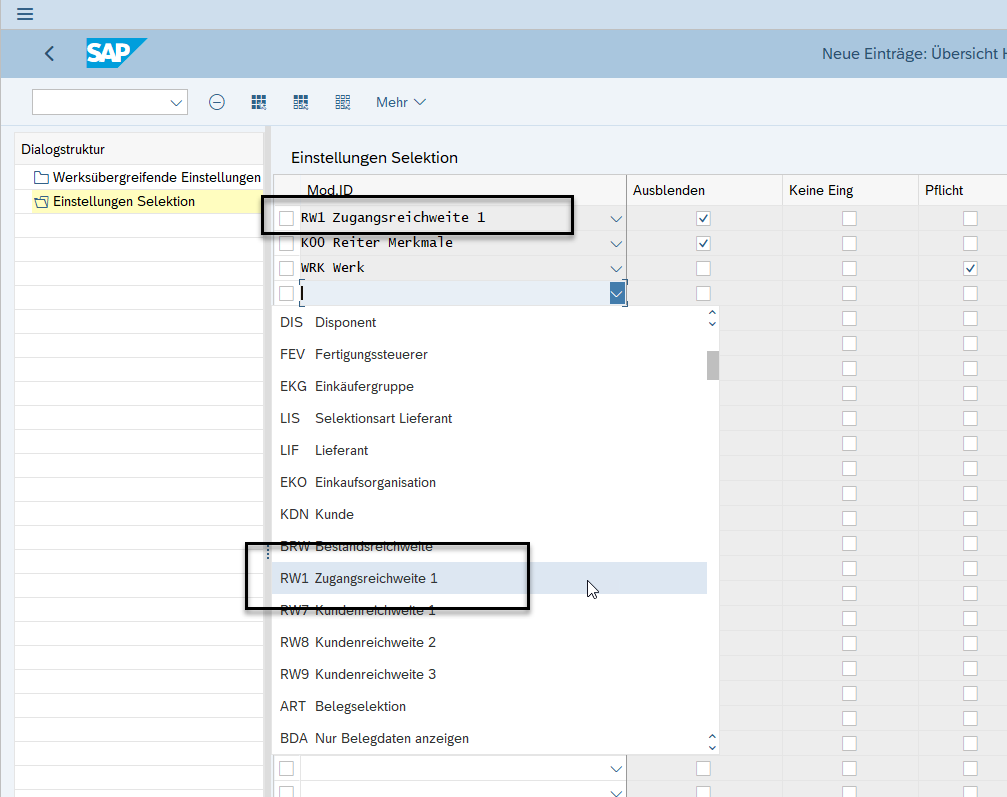 SAP
Neue Einträge: Übersicht H
Mehr
Dialogstruktur
Werksübergreifende Einstellungen
Einstellungen Selektion
Einstellungen Selektion
Mod.ID Ausblenden Keine Eing Pflicht
RW1 Zugangsreichweite 1
KOO Reiter Merkmale
WRK Werk
DIS Disponent
FEV Fertigungssteuerer
EKG Einkäufergruppe
LIS Selektionsart Lieferant
LIF Lieferant
EKO Einkaufsorganisation
KDN Kunde
BRW Bestandsreichweite
RW1 Zugangsreichweite 1
RW7 Kundenreichweite 1
RW8 Kundenreichweite 2
RW9 Kundenreichweite 3
ART Belegselektion
BDA Nur Belegdaten anzeigen